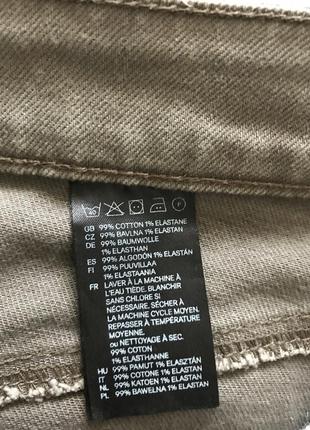 40 P
GB 99% COTTON 1% ELASTANE
CZ 99% BAVLNA 1% ELASTAN
DE 99% BAUMWOLLE
1% ELASTHAN
ES 99% ALGODÓN 1% ELASTÁN
FI 99% PUUVILLAA
1% ELASTAANIA
FR LAVER À LA MACHINE À
L'EAU TIÈDE, BLANCHIR
SANS CHLORE SI
NÉCESSAIRE, SÉCHER À
LA MACHINE CYCLE MOYEN.
REPASSER À TEMPÉRATURE
MOYENNE.
ou NETTOYAGE À SEC.
99% COTON
1% ELASTHANNE
HU 99% PAMUT 1% ELASZTÁN
IT 99% COTONE 1% ELASTAN
NL 99% KATOEN 1% ELASTAN
PL 99% BAWEŁNA 1% ELASTAN